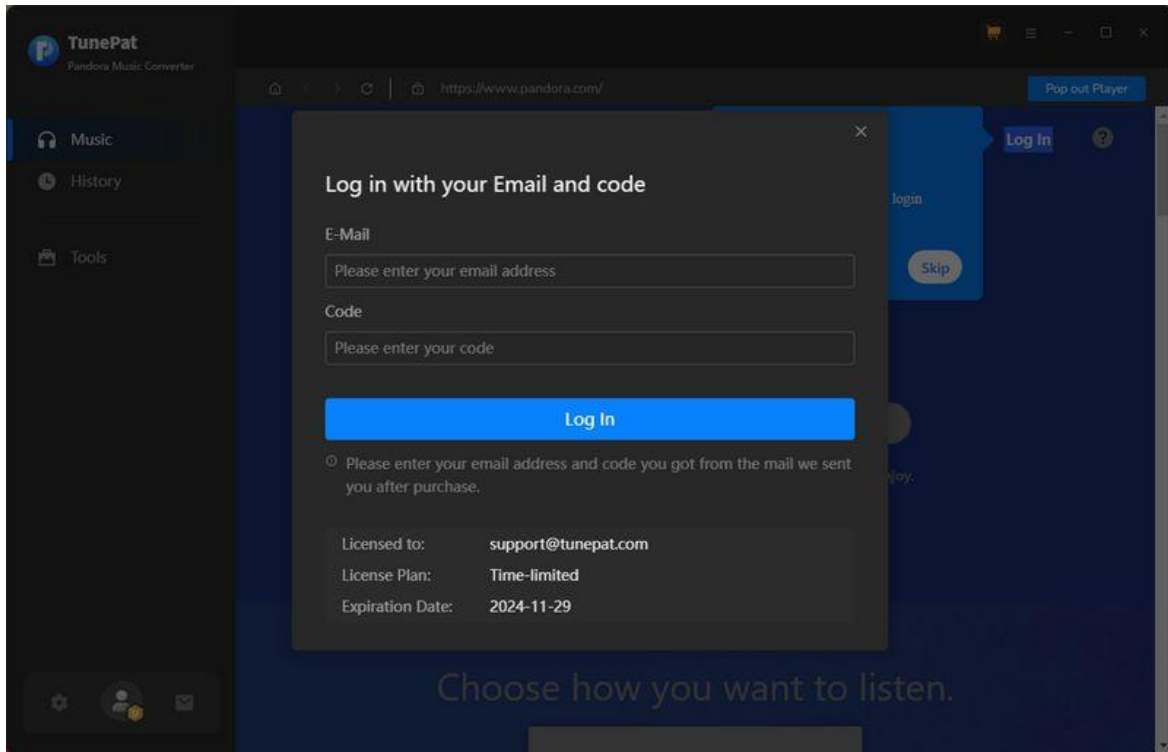 TunePat
Pandora Music Converter
https://www.pandora.com/
Pop out Player
Music
History
Tools
Log In
login
Skip
Log in with your Email and code
E-Mail
Please enter your email address
Code
Please enter your code
Log In
Please enter your email address and code you got from the mail we sent
you after purchase.
Licensed to: support@tunepat.com
License Plan: Time-limited
Expiration Date: 2024-11-29
Choose how you want to listen.